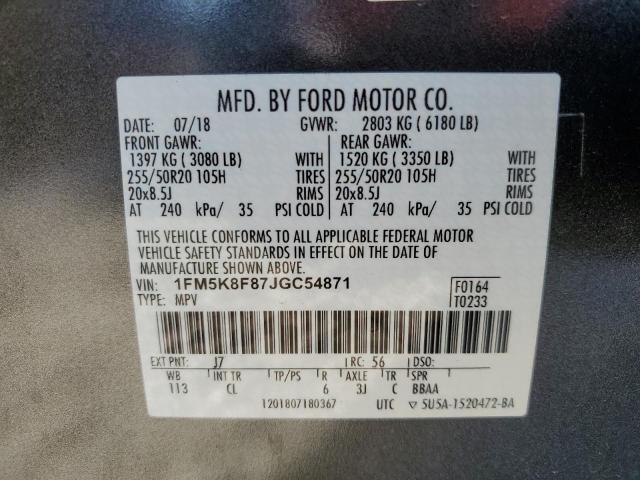 MFD. BY FORD MOTOR CO.
DATE: 07/18 GVWR: 2803 KG ( 6180 LB)
FRONT GAWR: REAR GAWR:
1397 KG ( 3080 LB) WITH 1520 KG ( 3350 LB) WITH
255/50R20 105H TIRES 255/50R20 105H TIRES
20x8.5J RIMS 20x8.5J RIMS
AT 240 kPa/ 35 PSI COLD AT 240 kPa/ 35 PSI COLD
THIS VEHICLE CONFORMS TO ALL APPLICABLE FEDERAL MOTOR
VEHICLE SAFETY STANDARDS IN EFFECT ON THE DATE OF
MANUFACTURE SHOWN ABOVE.
VIN: 1FM5K8F87JGC54871 F0164
TYPE: MPV T0233
EXT PNT: J7 RC: 56 DSO:
WB INT TR TP/PS R AXLE TR SPR
113 CL 6 3J C BBAA
1201807180367 UTC ▽ 5U5A-1520472-BA